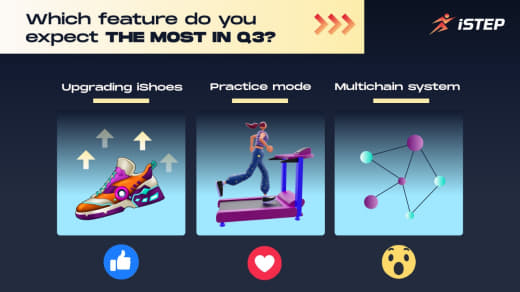 Which feature do you
expect THE MOST IN Q3?
iSTEP
Upgrading iShoes
Practice mode
Multichain system